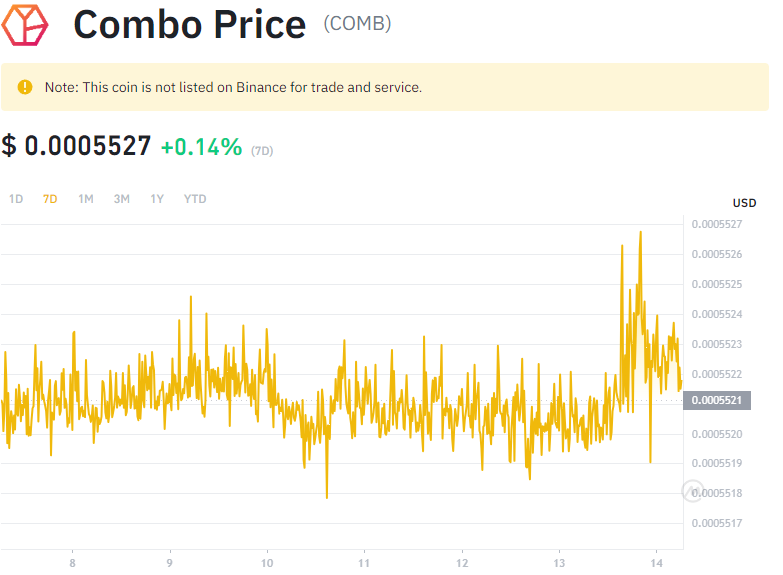 Combo Price (COMB)
Note: This coin is not listed on Binance for trade and service.
$ 0.0005527 +0.14% (7D)
1D 7D 1M 3M 1Y YTD
USD
0.0005527
0.0005526
0.0005525
0.0005524
0.0005523
0.0005522
0.0005521
0.0005520
0.0005519
0.0005518
0.0005517
8 9 10 11 12 13 14